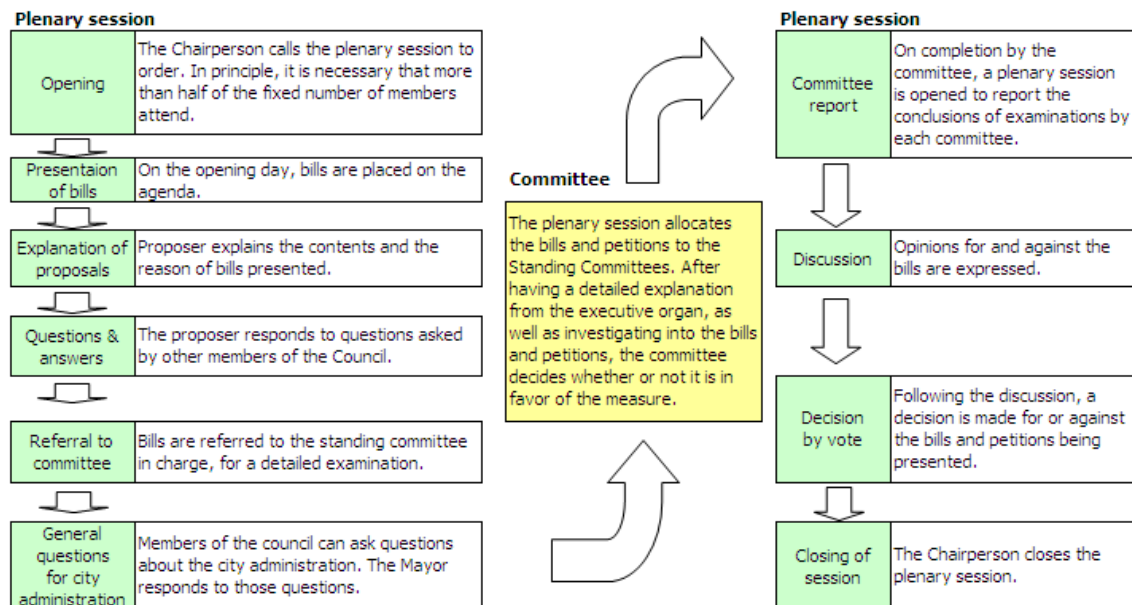 Plenary session
Opening
The Chairperson calls the plenary session to
order. In principle, it is necessary that more
than half of the fixed number of members
attend.
Presentaion
of bills
On the opening day, bills are placed on the
agenda.
Explanation of
proposals
Proposer explains the contents and the
reason of bills presented.
Questions &
answers
The proposer responds to questions asked
by other members of the Council.
Referral to
committee
Bills are referred to the standing committee
in charge, for a detailed examination.
General
questions
for city
administration
Members of the council can ask questions
about the city administration. The Mayor
responds to those questions.
Committee
The plenary session allocates
the bills and petitions to the
Standing Committees. After
having a detailed explanation
from the executive organ, as
well as investigating into the bills
and petitions, the committee
decides whether or not it is in
favor of the measure.
Plenary session
Committee
report
On completion by the
committee, a plenary session
is opened to report the
conclusions of examinations by
each committee.
Discussion
Opinions for and against the
bills are expressed.
Decision
by vote
Following the discussion, a
decision is made for or against
the bills and petitions being
presented.
Closing of
session
The Chairperson closes the
plenary session.